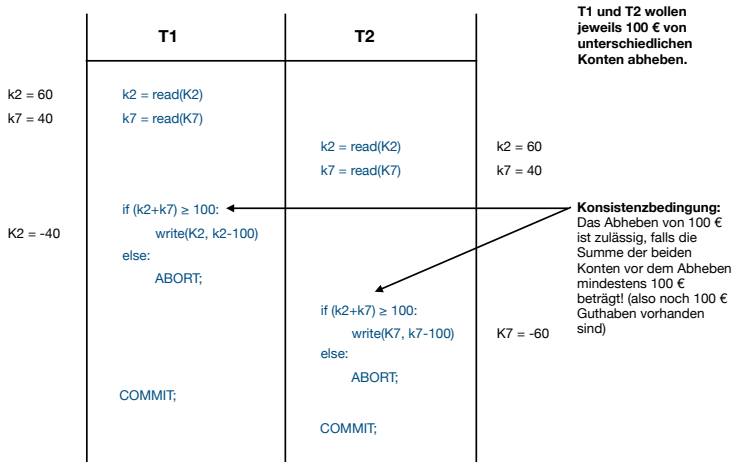 T1 und T2 wollen
jeweils 100 € von
unterschiedlichen
Konten abheben.
T1
T2
k2 = 60
k2 = read(K2)
k7 = 40
k7 = read(K7)
k2 = read(K2)
k2 = 60
k7 = read(K7)
k7 = 40
if (k2+k7) ≥ 100:
K2 = -40
write(K2, k2-100)
else:
ABORT;
Konsistenzbedingung:
Das Abheben von 100 €
ist zulässig, falls die
Summe der beiden
Konten vor dem Abheben
mindestens 100 €
beträgt! (also noch 100 €
Guthaben vorhanden
sind)
if (k2+k7) ≥ 100:
write(K7, k7-100)
K7 = -60
else:
ABORT;
COMMIT;
COMMIT;